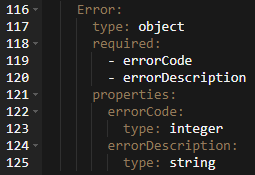 116 Error:
117 type: object
118 required:
119 - errorCode
120 - errorDescription
121 properties:
122 errorCode:
123 type: integer
124 errorDescription:
125 type: string